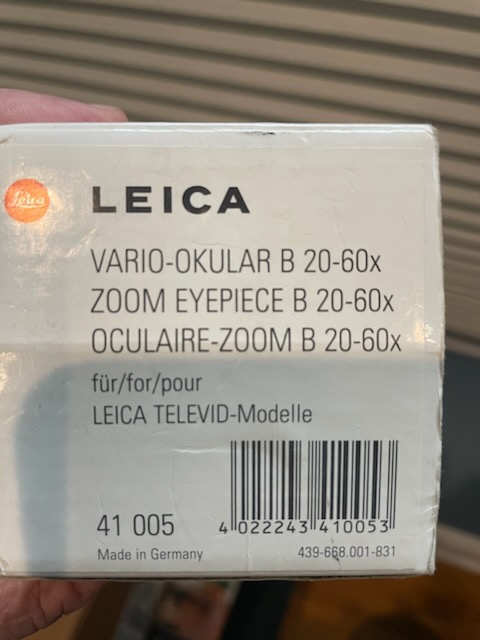 Leica
LEICA
VARIO-OKULAR B 20-60x
ZOOM EYEPIECE B 20-60x
OCULAIRE-ZOOM B 20-60x
für/for/pour
LEICA TELEVID-Modelle
41 005
4 022243 410053
Made in Germany
439-668.001-831